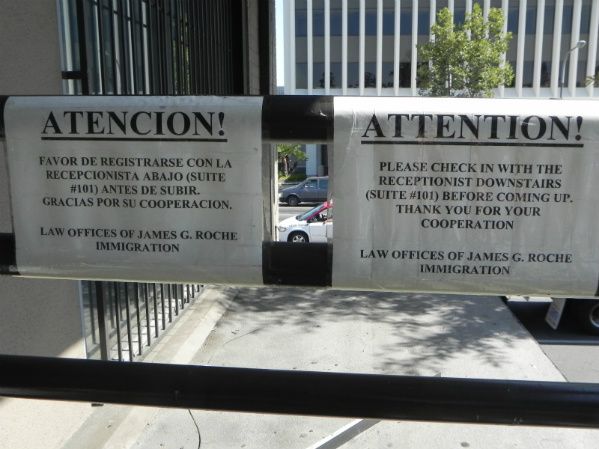 ATENCION!
FAVOR DE REGISTRARSE CON LA
RECEPCIONISTA ABAJO (SUITE
#101) ANTES DE SUBIR.
GRACIAS POR SU COOPERACION.
LAW OFFICES OF JAMES G. ROCHE
IMMIGRATION
ATTENTION!
PLEASE CHECK IN WITH THE
RECEPTIONIST DOWNSTAIRS
(SUITE #101) BEFORE COMING UP.
THANK YOU FOR YOUR
COOPERATION
LAW OFFICES OF JAMES G. ROCHE
IMMIGRATION